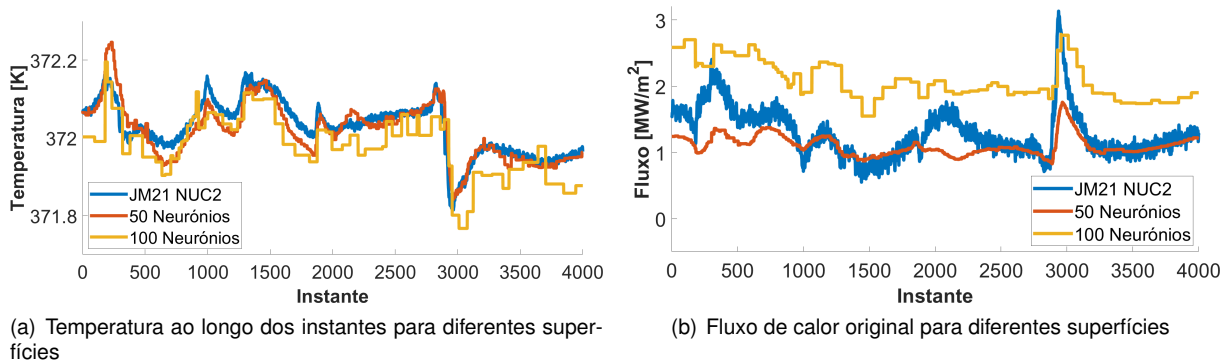 Temperatura [K]
372.2
372
371.8
JM21 NUC2
50 Neurónios
100 Neurónios
0 500 1000 1500 2000 2500 3000 3500 4000
Instante
(a) Temperatura ao longo dos instantes para diferentes super-
fícies
Fluxo [MW/m²]
3
2
1
0
JM21 NUC2
50 Neurónios
100 Neurónios
0 500 1000 1500 2000 2500 3000 3500 4000
Instante
(b) Fluxo de calor original para diferentes superfícies